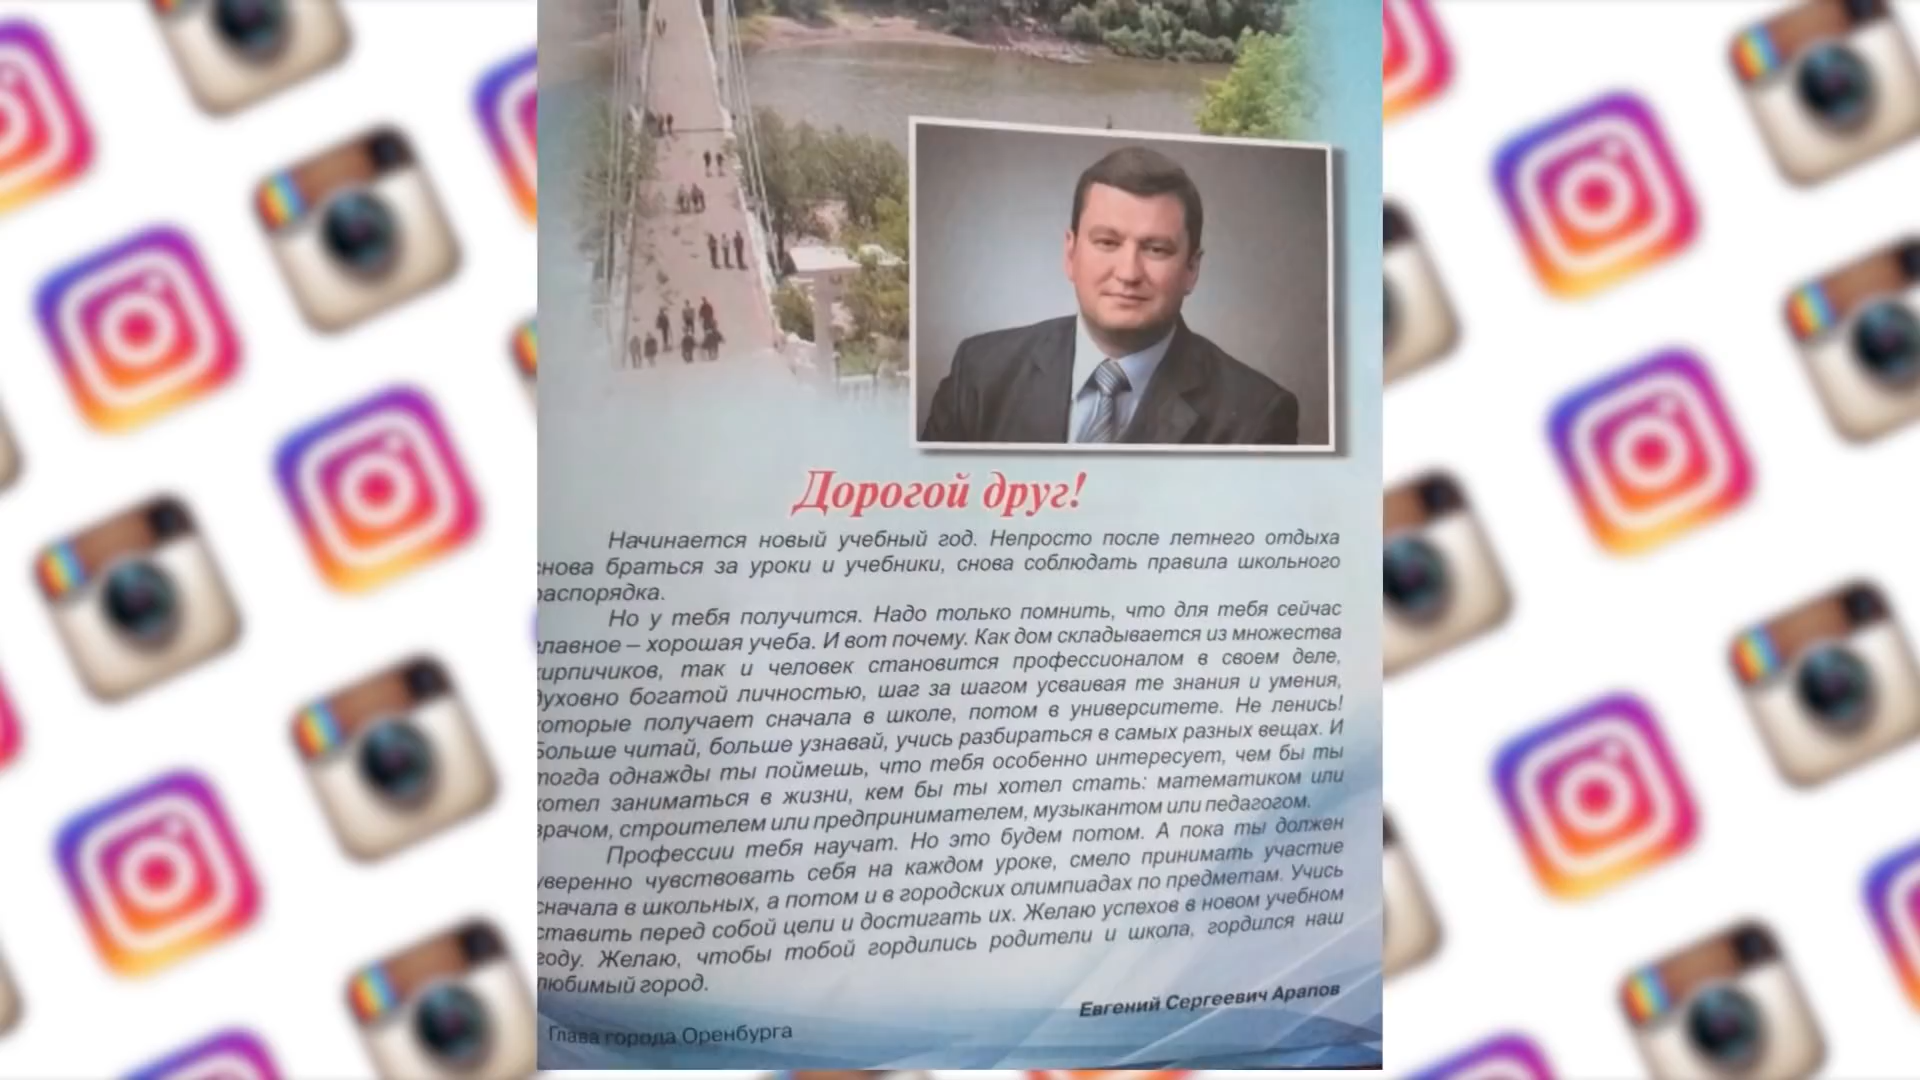 Дорогой друг!
Начинается новый учебный год. Непросто после летнего отдыха
снова браться за уроки и учебники, снова соблюдать правила школьного
распорядка.
Но у тебя получится. Надо только помнить, что для тебя сейчас
главное – хорошая учеба. И вот почему. Как дом складывается из множества
кирпичиков, так и человек становится профессионалом в своем деле,
духовно богатой личностью, шаг за шагом усваивая те знания и умения,
которые получает сначала в школе, потом в университете. Не ленись!
Больше читай, больше узнавай, учись разбираться в самых разных вещах. И
тогда однажды ты поймешь, что тебя особенно интересует, чем бы ты
хотел заниматься в жизни, кем бы ты хотел стать: математиком или
врачом, строителем или предпринимателем, музыкантом или педагогом.
Профессии тебя научат. Но это будем потом. А пока ты должен
уверенно чувствовать себя на каждом уроке, смело принимать участие
сначала в школьных, а потом и в городских олимпиадах по предметам. Учись
ставить перед собой цели и достигать их. Желаю успехов в новом учебном
году. Желаю, чтобы тобой гордились родители и школа, гордился наш
любимый город.
Евгений Сергеевич Арапов
Глава города Оренбурга